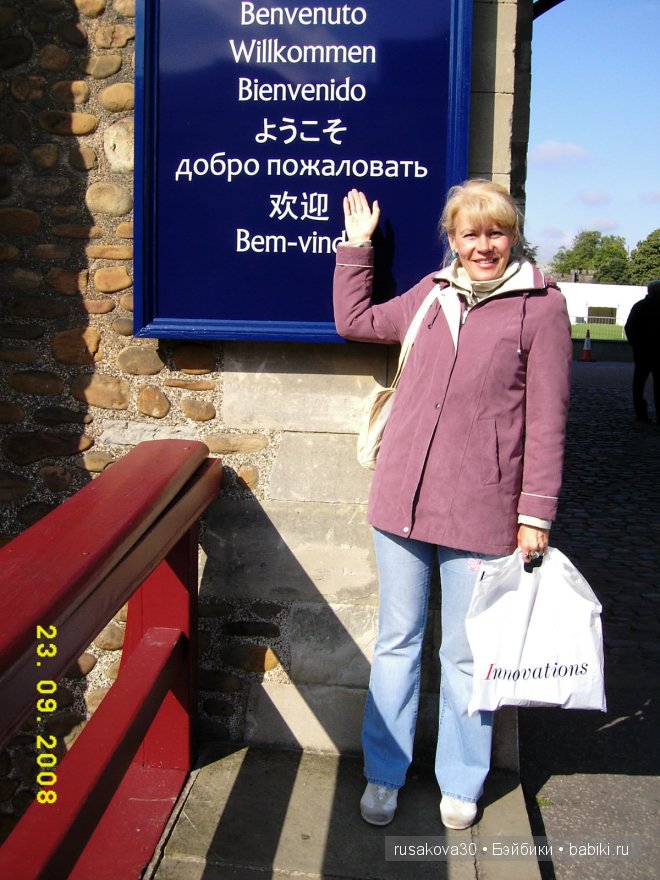 Benvenuto
Willkommen
Bienvenido
ようこそ
добро пожаловать
欢迎
Bem-vind
Innovations
23.09.2008
rusakova30 • Бэйбики • babiki.ru